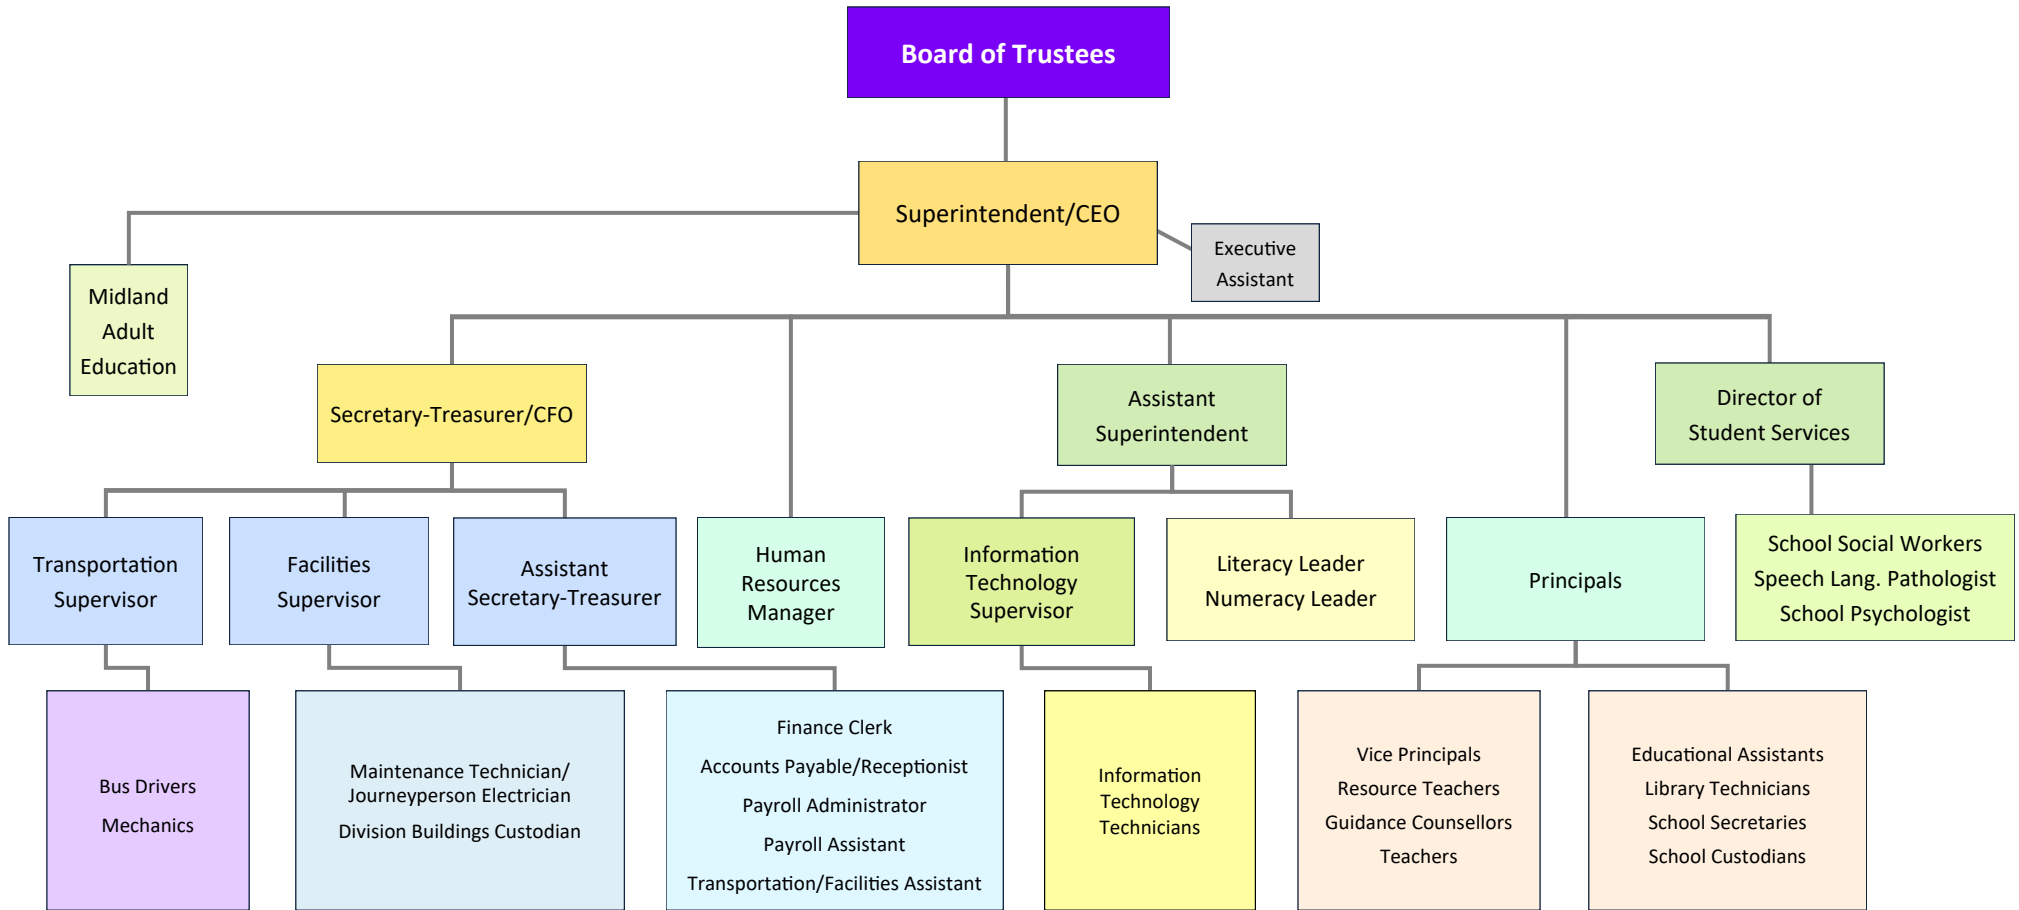 Board of Trustees
Superintendent/CEO
Executive
Assistant
Midland
Adult
Education
Secretary-Treasurer/CFO
Assistant
Superintendent
Director of
Student Services
Transportation
Supervisor
Facilities
Supervisor
Assistant
Secretary-Treasurer
Human
Resources
Manager
Information
Technology
Supervisor
Literacy Leader
Numeracy Leader
Principals
School Social Workers
Speech Lang. Pathologist
School Psychologist
Bus Drivers
Mechanics
Maintenance Technician/
Journeyperson Electrician
Division Buildings Custodian
Finance Clerk
Accounts Payable/Receptionist
Payroll Administrator
Payroll Assistant
Transportation/Facilities Assistant
Information
Technology
Technicians
Vice Principals
Resource Teachers
Guidance Counsellors
Teachers
Educational Assistants
Library Technicians
School Secretaries
School Custodians